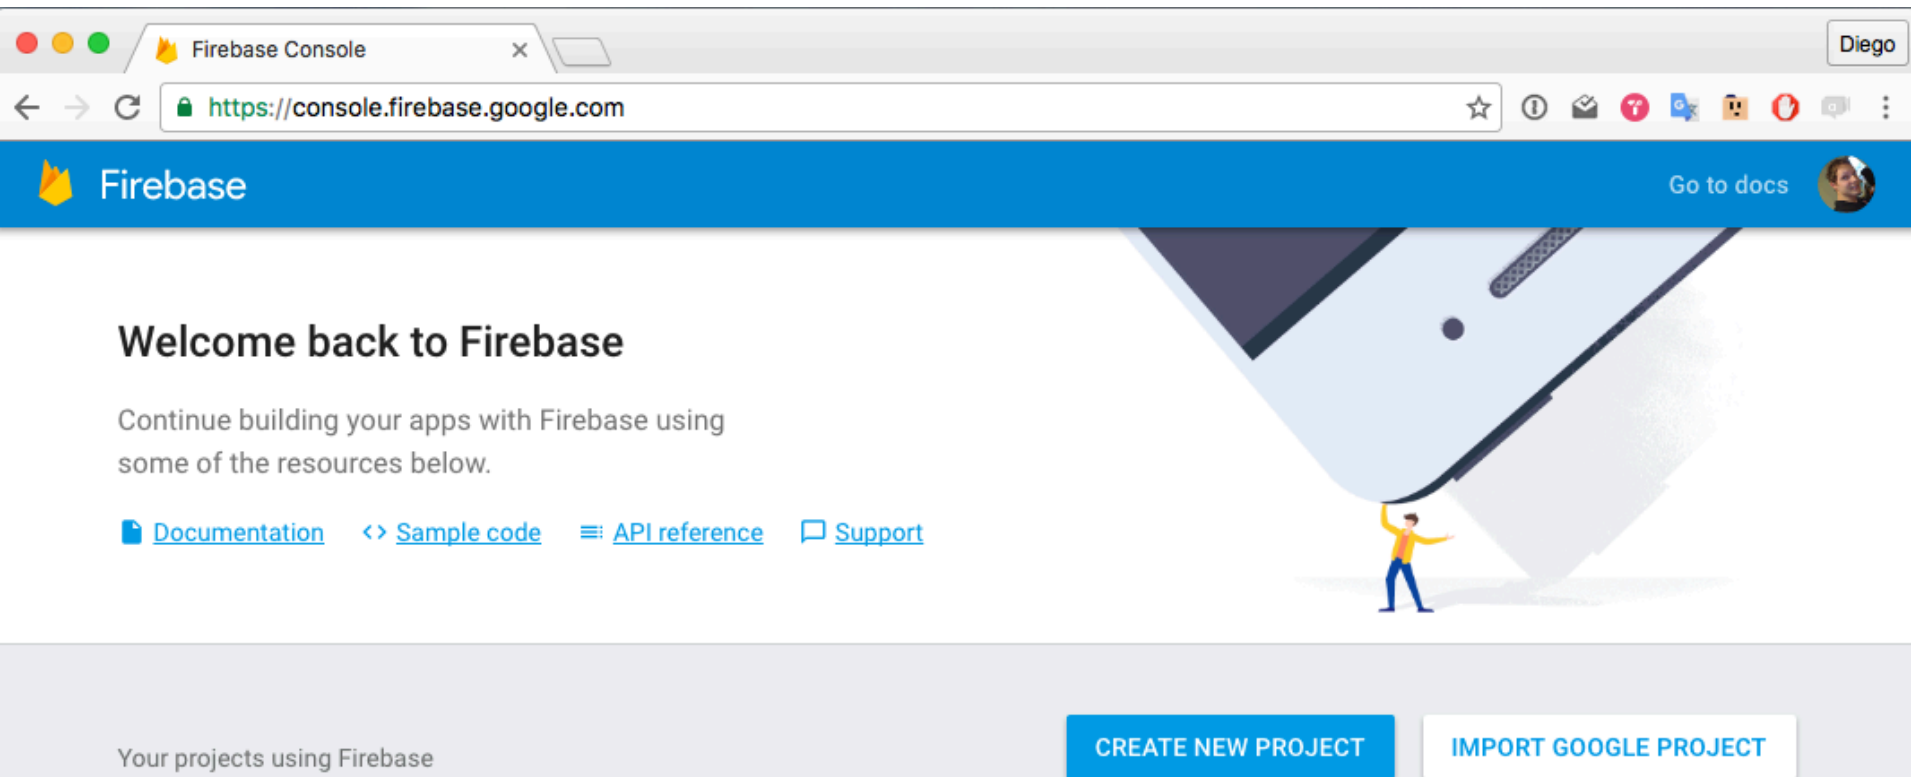 Firebase Console
Diego
https://console.firebase.google.com
Firebase
Go to docs
Welcome back to Firebase
Continue building your apps with Firebase using
some of the resources below.
Documentation <> Sample code API reference Support
Your projects using Firebase
CREATE NEW PROJECT
IMPORT GOOGLE PROJECT